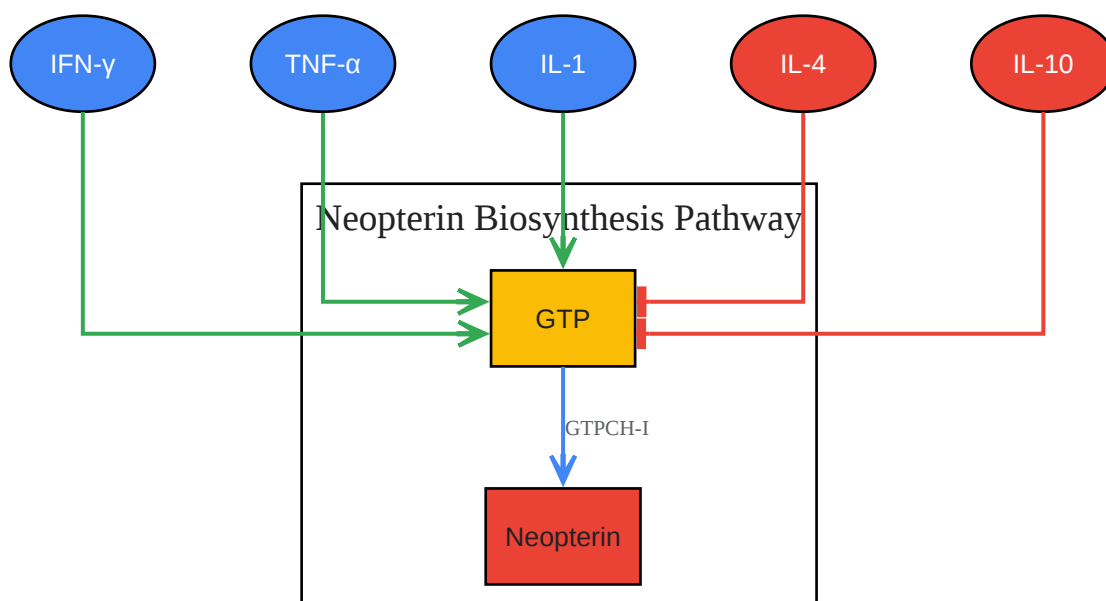 IFN-γ
TNF-α
IL-1
IL-4
IL-10
Neopterin Biosynthesis Pathway
GTP
GTPCH-I
Neopterin